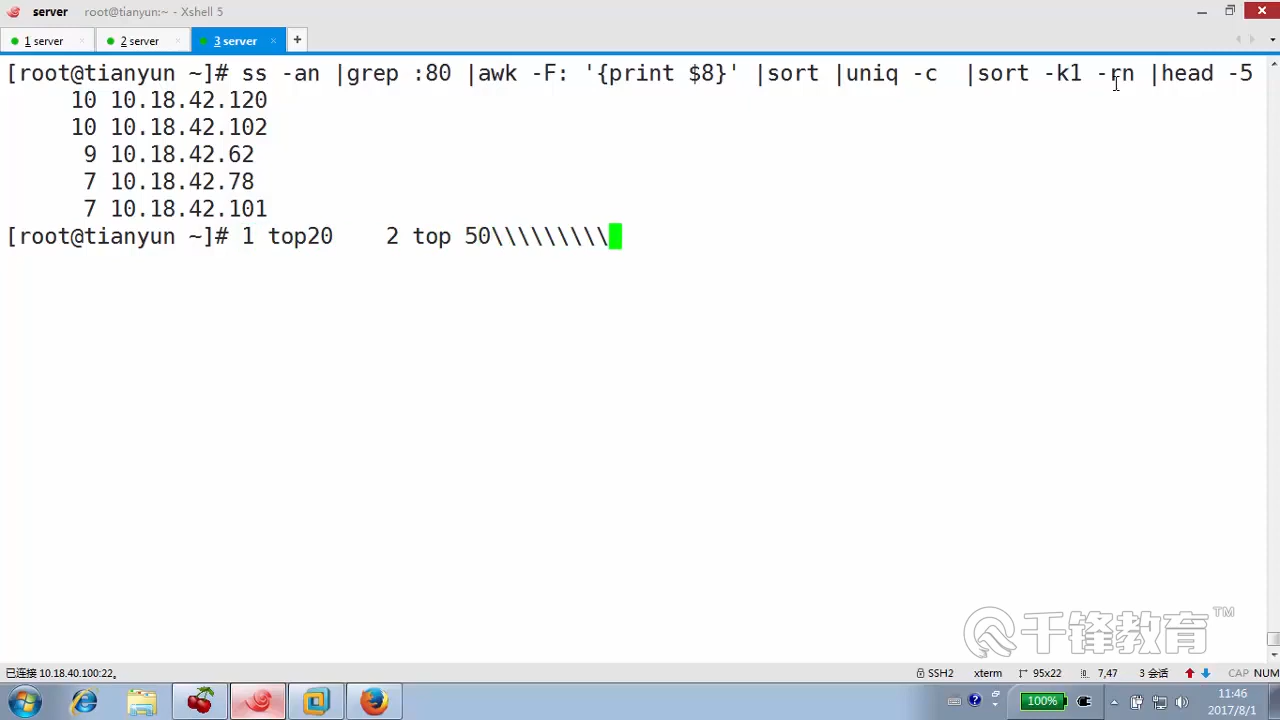 server root@tianyun:~ - Xshell 5
1 server × 2 server × 3 server × +
[root@tianyun ~]# ss -an |grep :80 |awk -F: '{print $8}' |sort |uniq -c  |sort -k1 -rn |head -5
10 10.18.42.120
10 10.18.42.102
9 10.18.42.62
7 10.18.42.78
7 10.18.42.101
[root@tianyun ~]# 1 top20    2 top 50\\\\\\\\\
千锋教育™
已连接 10.18.40.100:22。 SSH2 xterm 95x22 7,47 3 会话 CAP NUM
100% 11:46
2017/8/1